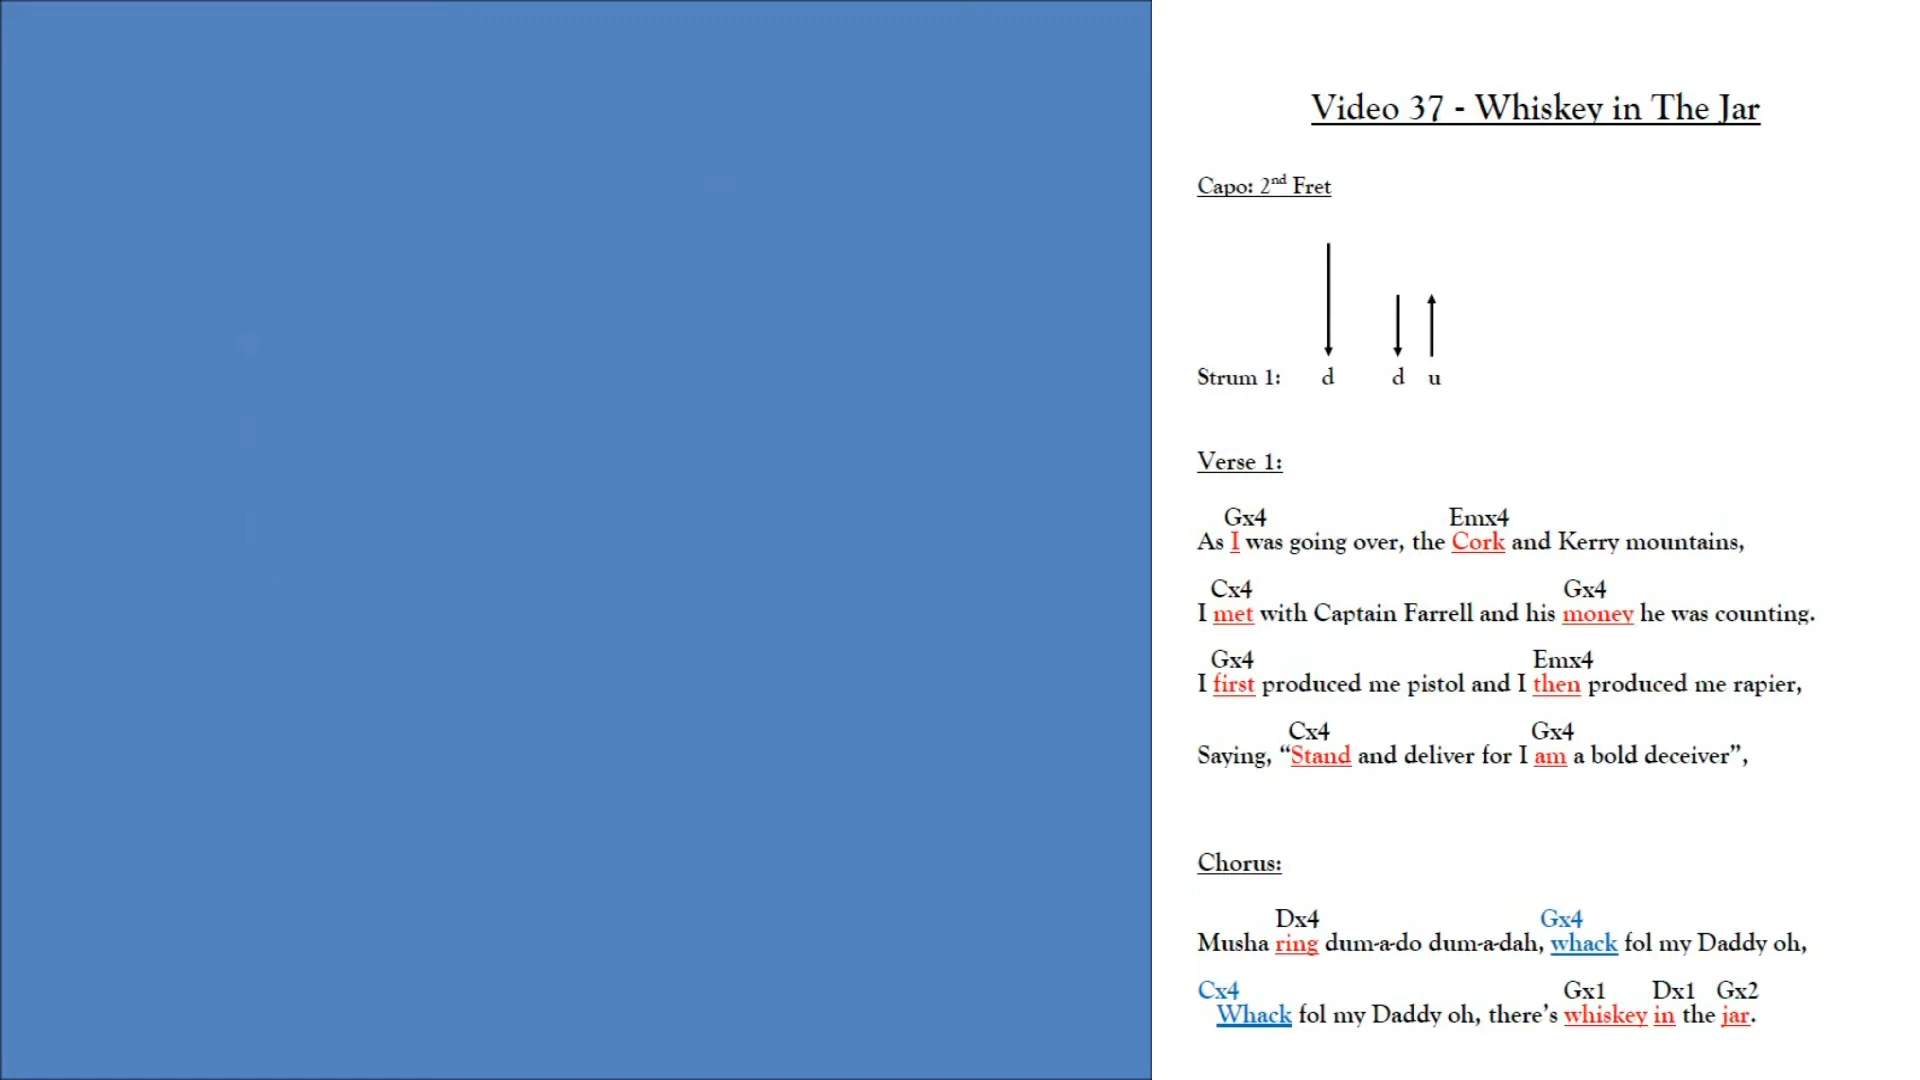 Video 37 - Whiskey in The Jar
Capo: 2nd Fret
Strum 1: d d u
Verse 1:
Gx4 Emx4
As I was going over, the Cork and Kerry mountains,
Cx4 Gx4
I met with Captain Farrell and his money he was counting.
Gx4 Emx4
I first produced me pistol and I then produced me rapier,
Cx4 Gx4
Saying, “Stand and deliver for I am a bold deceiver”,
Chorus:
Dx4 Gx4
Musha ring dum-a-do dum-a-dah, whack fol my Daddy oh,
Cx4 Gx1 Dx1 Gx2
Whack fol my Daddy oh, there’s whiskey in the jar.